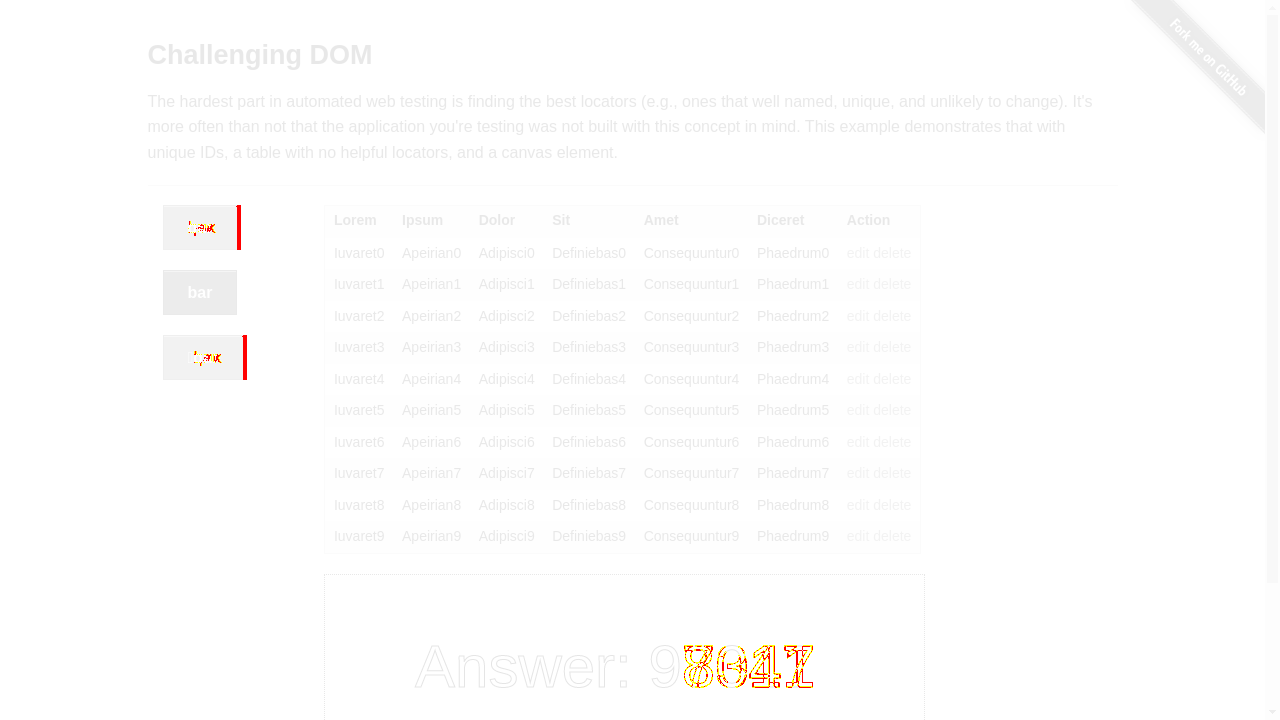 Fork me on GitHub
Challenging DOM
The hardest part in automated web testing is finding the best locators (e.g., ones that well named, unique, and unlikely to change). It's
more often than not that the application you're testing was not built with this concept in mind. This example demonstrates that with
unique IDs, a table with no helpful locators, and a canvas element.
bar
Lorem Ipsum Dolor Sit Amet Diceret Action
Iuvaret0 Apeirian0 Adipisci0 Definiebas0 Consequuntur0 Phaedrum0 edit delete
Iuvaret1 Apeirian1 Adipisci1 Definiebas1 Consequuntur1 Phaedrum1 edit delete
Iuvaret2 Apeirian2 Adipisci2 Definiebas2 Consequuntur2 Phaedrum2 edit delete
Iuvaret3 Apeirian3 Adipisci3 Definiebas3 Consequuntur3 Phaedrum3 edit delete
Iuvaret4 Apeirian4 Adipisci4 Definiebas4 Consequuntur4 Phaedrum4 edit delete
Iuvaret5 Apeirian5 Adipisci5 Definiebas5 Consequuntur5 Phaedrum5 edit delete
Iuvaret6 Apeirian6 Adipisci6 Definiebas6 Consequuntur6 Phaedrum6 edit delete
Iuvaret7 Apeirian7 Adipisci7 Definiebas7 Consequuntur7 Phaedrum7 edit delete
Iuvaret8 Apeirian8 Adipisci8 Definiebas8 Consequuntur8 Phaedrum8 edit delete
Iuvaret9 Apeirian9 Adipisci9 Definiebas9 Consequuntur9 Phaedrum9 edit delete
Answer: